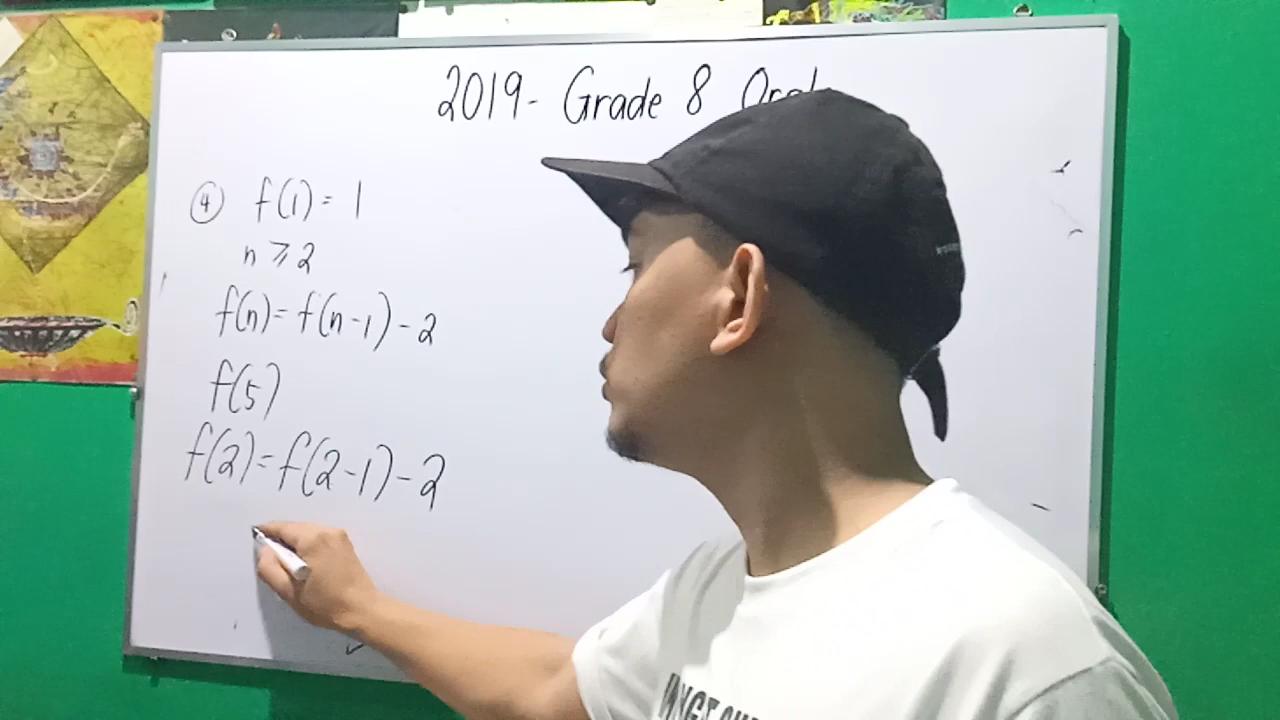 2019- Grade 8
④ f(1) = 1
n ⩾ 2
f(n) = f(n-1) - 2
f(5)
f(2) = f(2-1) - 2